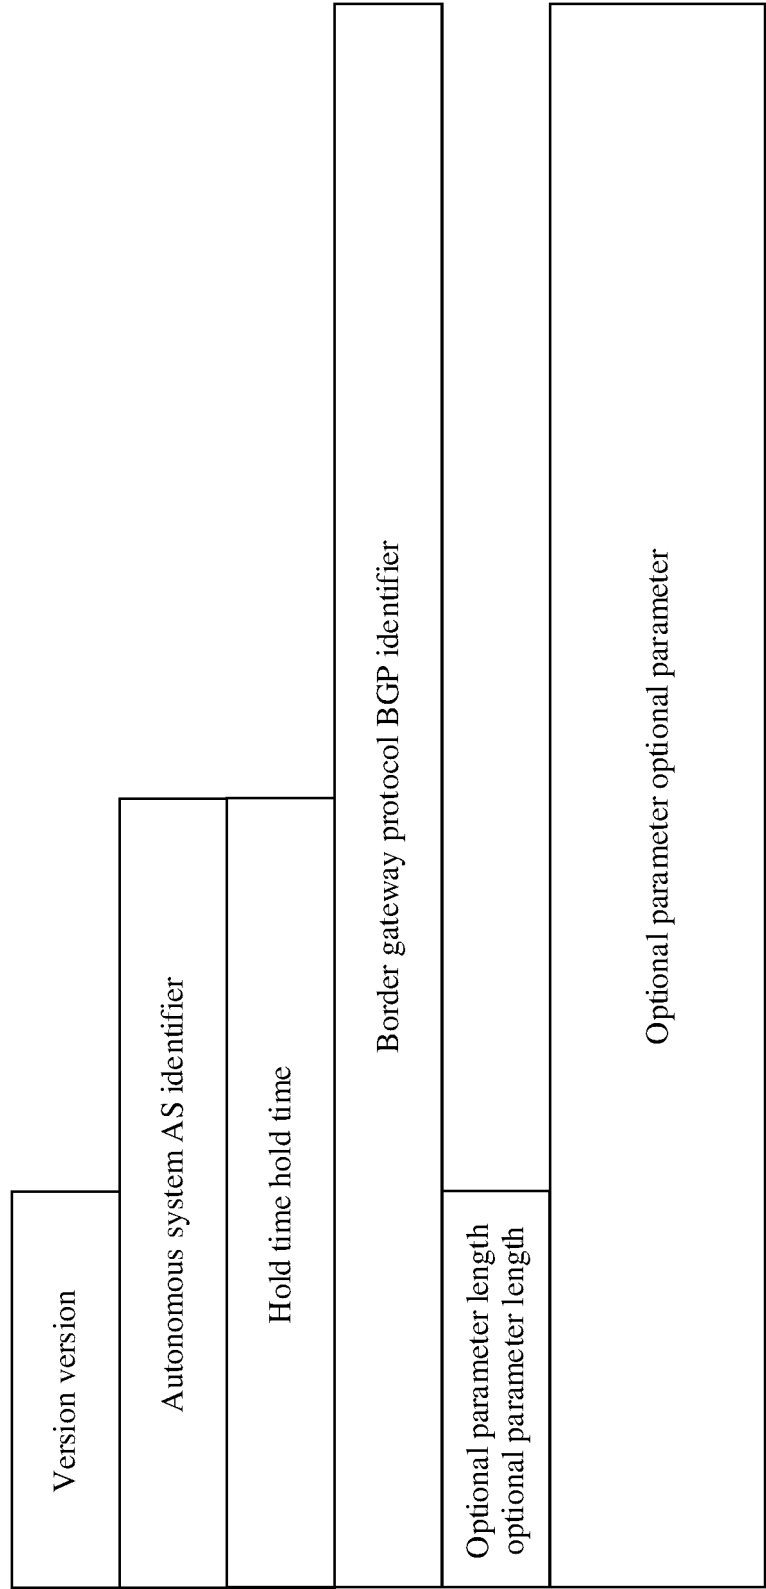 Version version
Autonomous system AS identifier
Hold time hold time
Border gateway protocol BGP identifier
Optional parameter length
optional parameter length
Optional parameter optional parameter